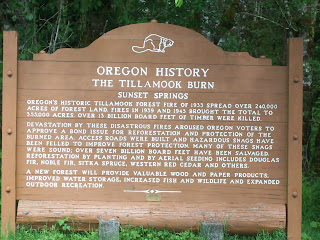 OREGON HISTORY
THE TILLAMOOK BURN
SUNSET SPRINGS
OREGON'S HISTORIC TILLAMOOK FOREST FIRE OF 1933 SPREAD OVER 240,000
ACRES OF FOREST LAND. FIRES IN 1939 AND 1945 BROUGHT THE TOTAL TO
355,000 ACRES. OVER 13 BILLION BOARD FEET OF TIMBER WERE KILLED.
DEVASTATION BY THESE DISASTROUS FIRES AROUSED OREGON VOTERS TO
APPROVE A BOND ISSUE FOR REFORESTATION AND PROTECTION OF THE
BURNED AREA. ACCESS ROADS WERE BUILT AND HAZARDOUS SNAGS HAVE
BEEN FELLED TO IMPROVE FOREST PROTECTION. MANY OF THESE SNAGS
WERE SOUND; OVER SEVEN BILLION BOARD FEET HAVE BEEN SALVAGED.
REFORESTATION BY PLANTING AND BY AERIAL SEEDING INCLUDES DOUGLAS
FIR, NOBLE FIR, SITKA SPRUCE, WESTERN RED CEDAR AND OTHERS.
A NEW FOREST WILL PROVIDE VALUABLE WOOD AND PAPER PRODUCTS,
IMPROVED WATER STORAGE, INCREASED FISH AND WILDLIFE AND EXPANDED
OUTDOOR RECREATION.